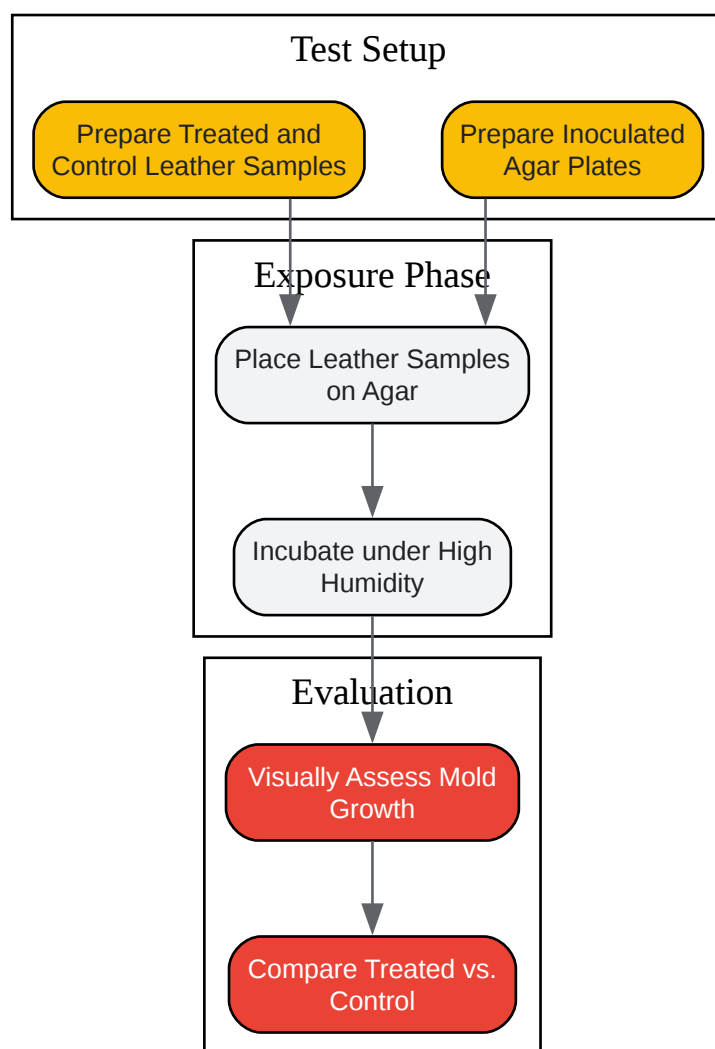 Test Setup
Prepare Treated and
Control Leather Samples
Prepare Inoculated
Agar Plates
Exposure Phase
Place Leather Samples
on Agar
Incubate under High
Humidity
Evaluation
Visually Assess Mold
Growth
Compare Treated vs.
Control